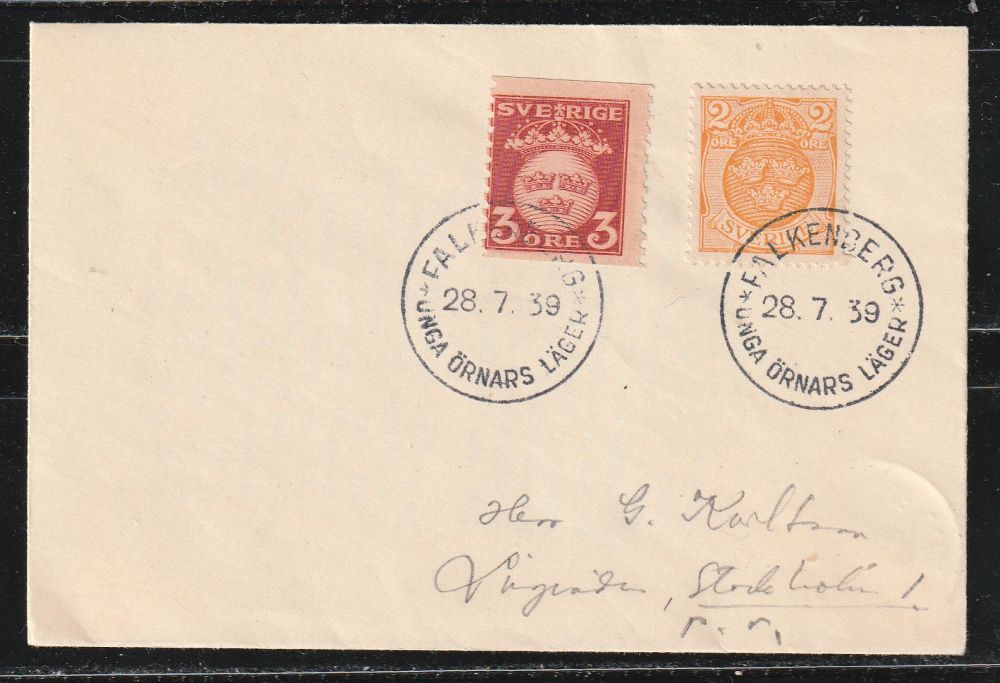 SVERIGE
3 ÖRE 3
2 2
ÖRE ÖRE
SVERIGE
FALKENBERG
28.7.39
*UNGA ÖRNARS LÄGER*
*FALKENBERG*
28.7.39
UNGA ÖRNARS LÄGER
Herr G. Karlsson
Stockholm 1
p. r.